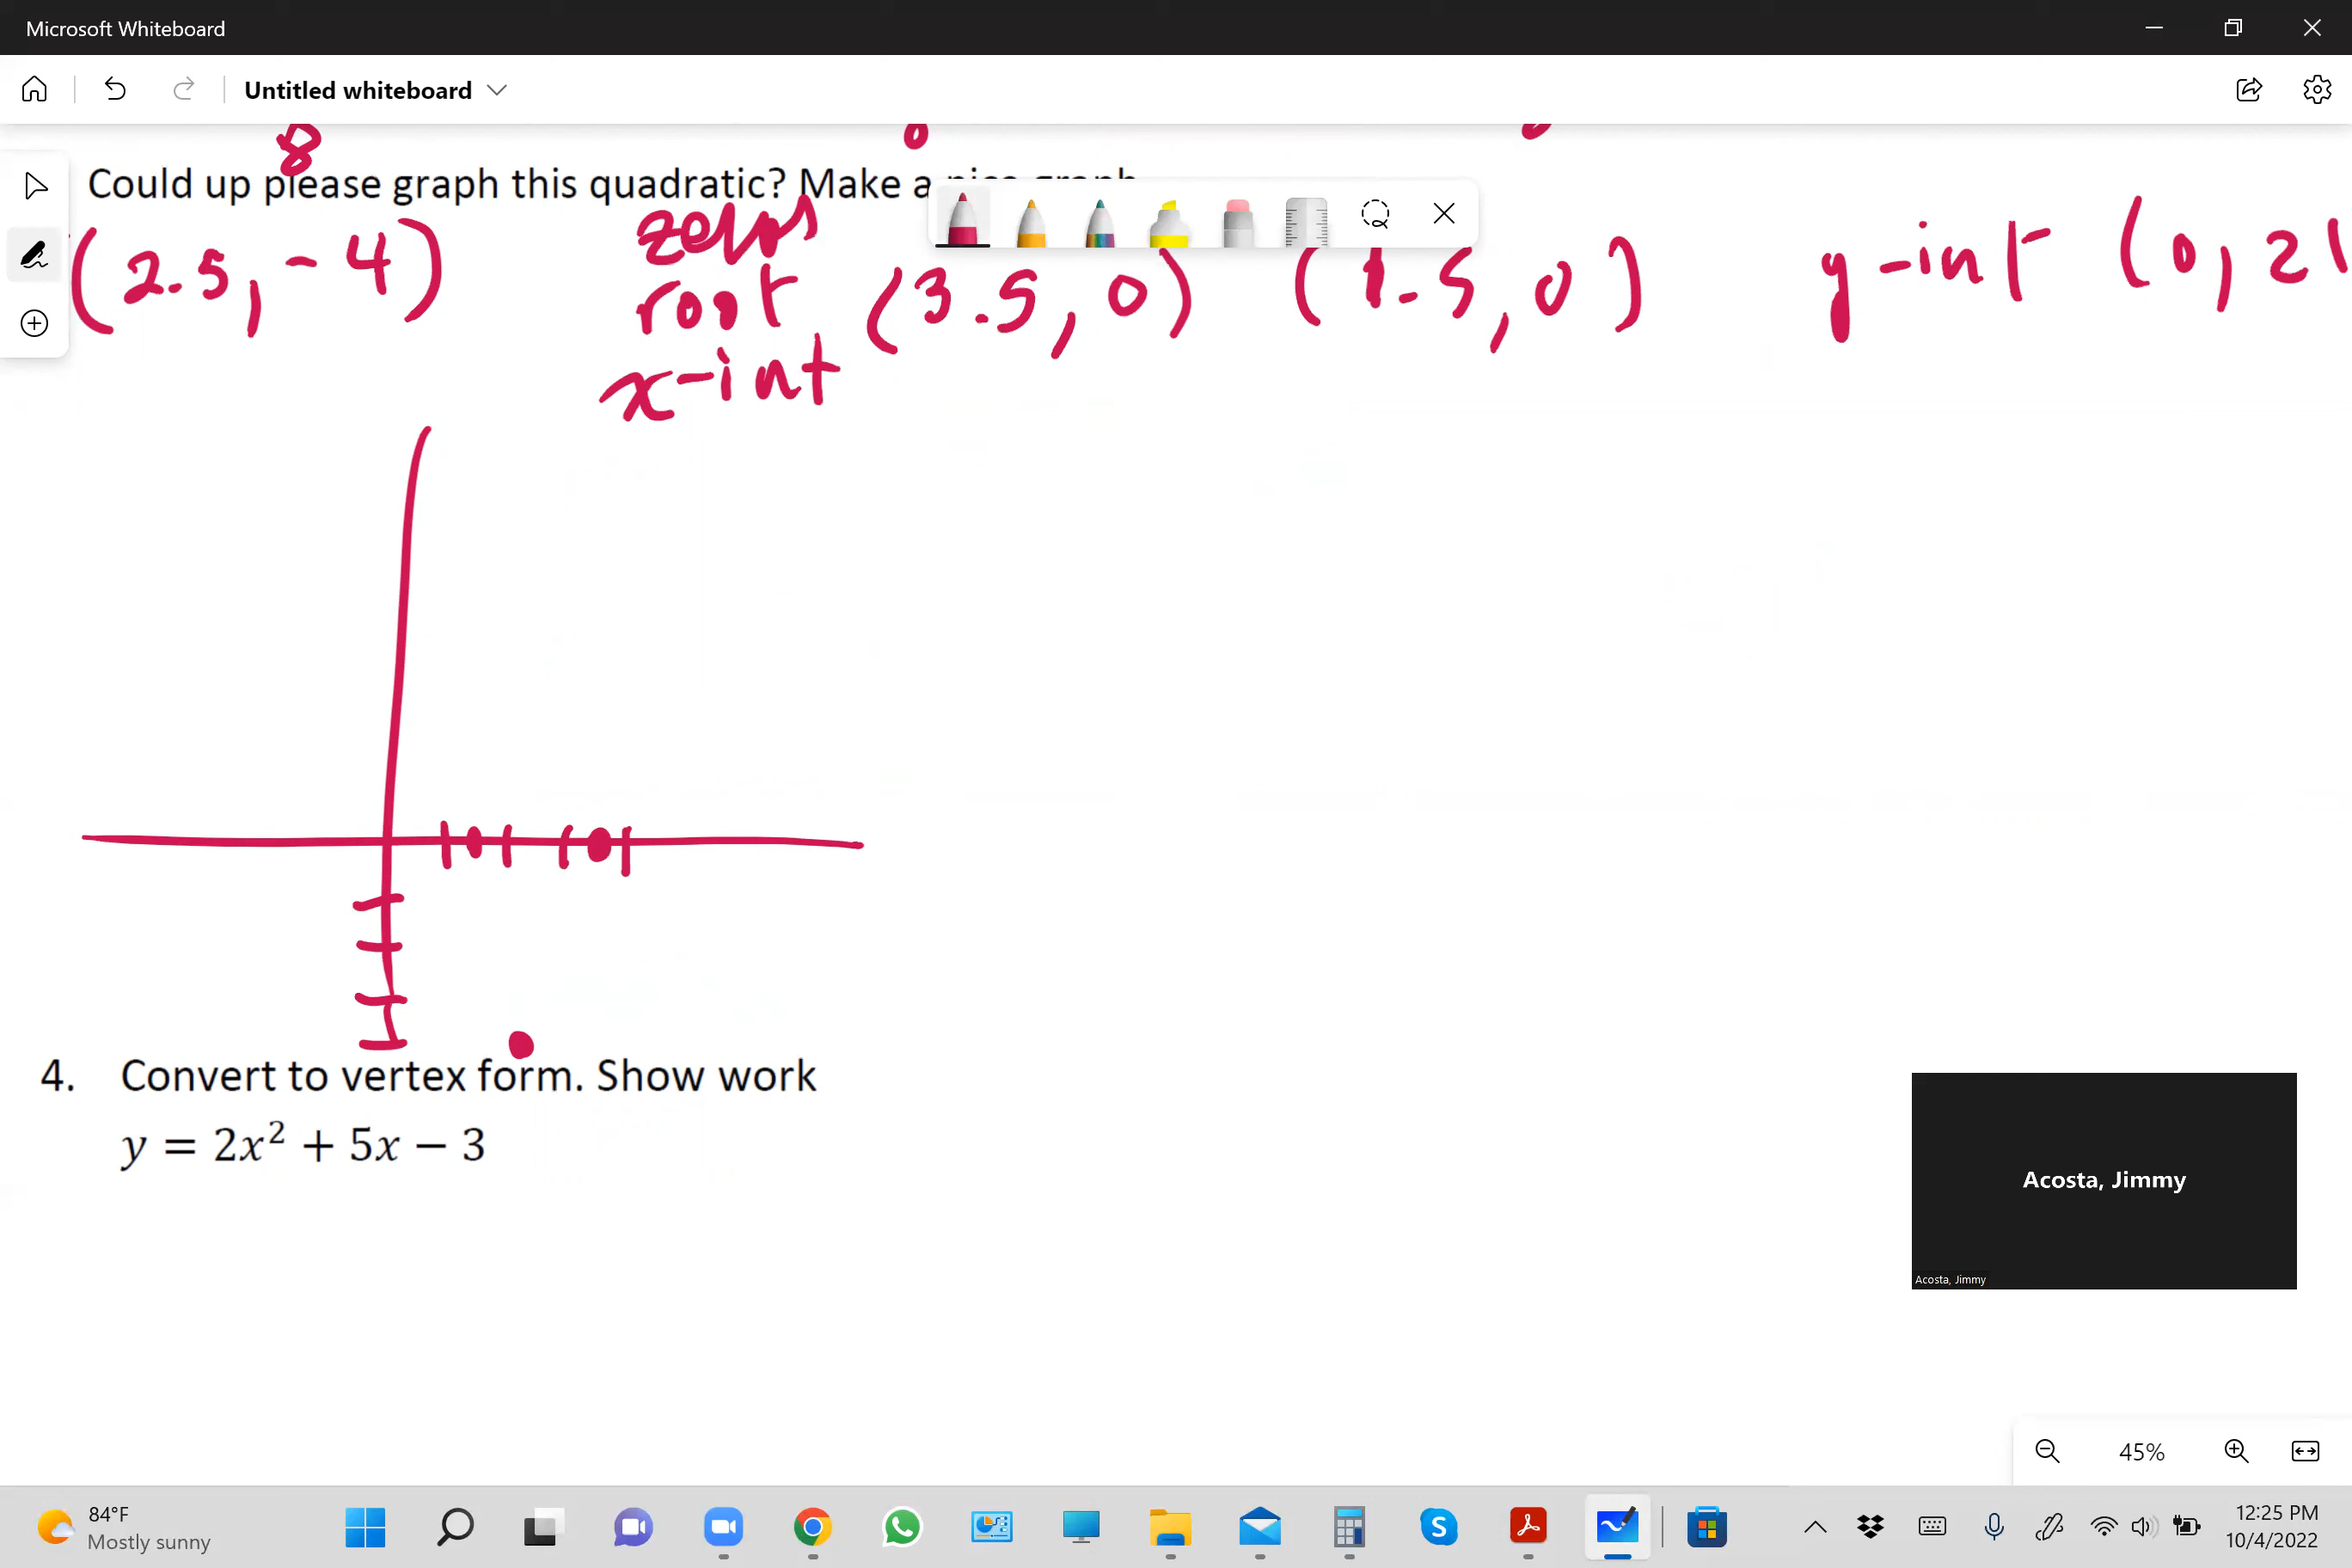 Microsoft Whiteboard
Untitled whiteboard
8
Could up please graph this quadratic? Make a nice graph
(2.5, -4)
zeros
root (3.5, 0) (1.5, 0)
x-int
y-int (0, 21
4. Convert to vertex form. Show work
y = 2x² + 5x − 3
Acosta, Jimmy
Acosta, Jimmy
45%
84°F
Mostly sunny
12:25 PM
10/4/2022